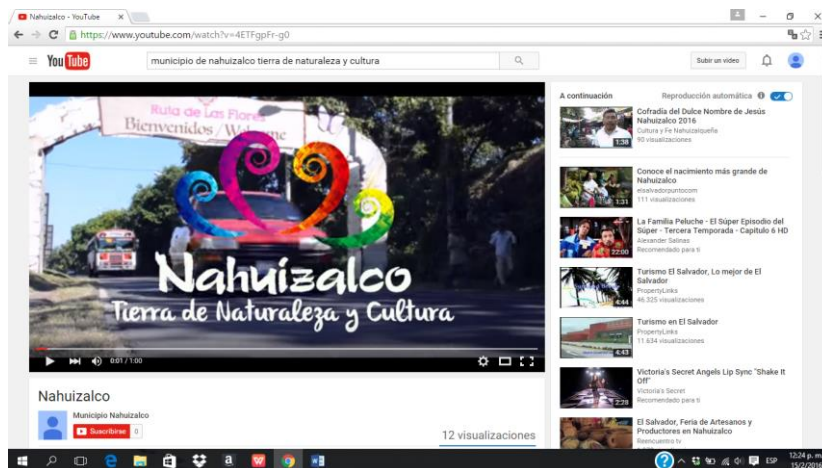 Nahuizalco - YouTube
https://www.youtube.com/watch?v=4ETFgpFr-g0
You Tube
municipio de nahuizalco tierra de naturaleza y cultura
Subir un video
Ruta de Las Flores
Bienvenidos / Welcome
Nahuizalco
Tierra de Naturaleza y Cultura
0:01 / 1:00
Nahuizalco
Municipio Nahuizalco
Suscribirse 0
12 visualizaciones
A continuación
Reproducción automática
Cofradía del Dulce Nombre de Jesús
Nahuizalco 2016
Cultura y Fe Nahuizalqueña
90 visualizaciones
1:38
Conoce el nacimiento más grande de
Nahuizalco
elsalvadorpuntocom
111 visualizaciones
1:31
La Familia Peluche - El Súper Episodio del
Súper - Tercera Temporada - Capitulo 6 HD
Alexander Salinas
Recomendado para ti
22:00
Turismo El Salvador, Lo mejor de El
Salvador
PropertyLinks
46.325 visualizaciones
4:44
Turismo en El Salvador
PropertyLinks
11.634 visualizaciones
4:43
Victoria's Secret Angels Lip Sync "Shake It
Off"
Victoria's Secret
Recomendado para ti
2:28
El Salvador, Feria de Artesanos y
Productores en Nahuizalco
Reencuentro tv
ESP
12:24 p. m.
15/2/2016